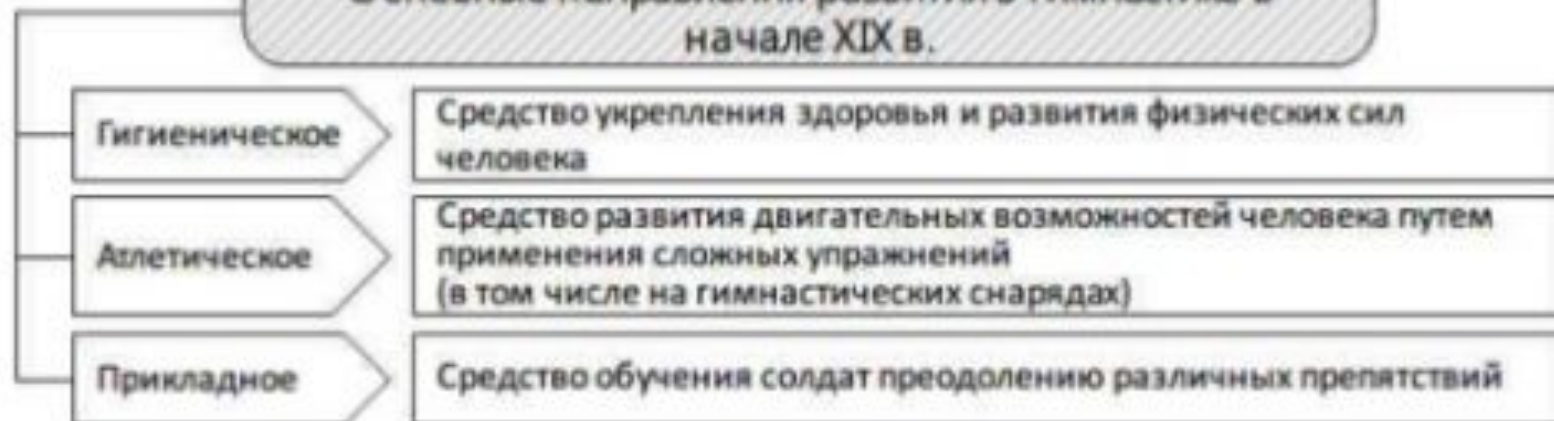 начале XIX в.
Гигиеническое
Средство укрепления здоровья и развития физических сил
человека
Атлетическое
Средство развития двигательных возможностей человека путем
применения сложных упражнений
(в том числе на гимнастических снарядах)
Прикладное
Средство обучения солдат преодолению различных препятствий